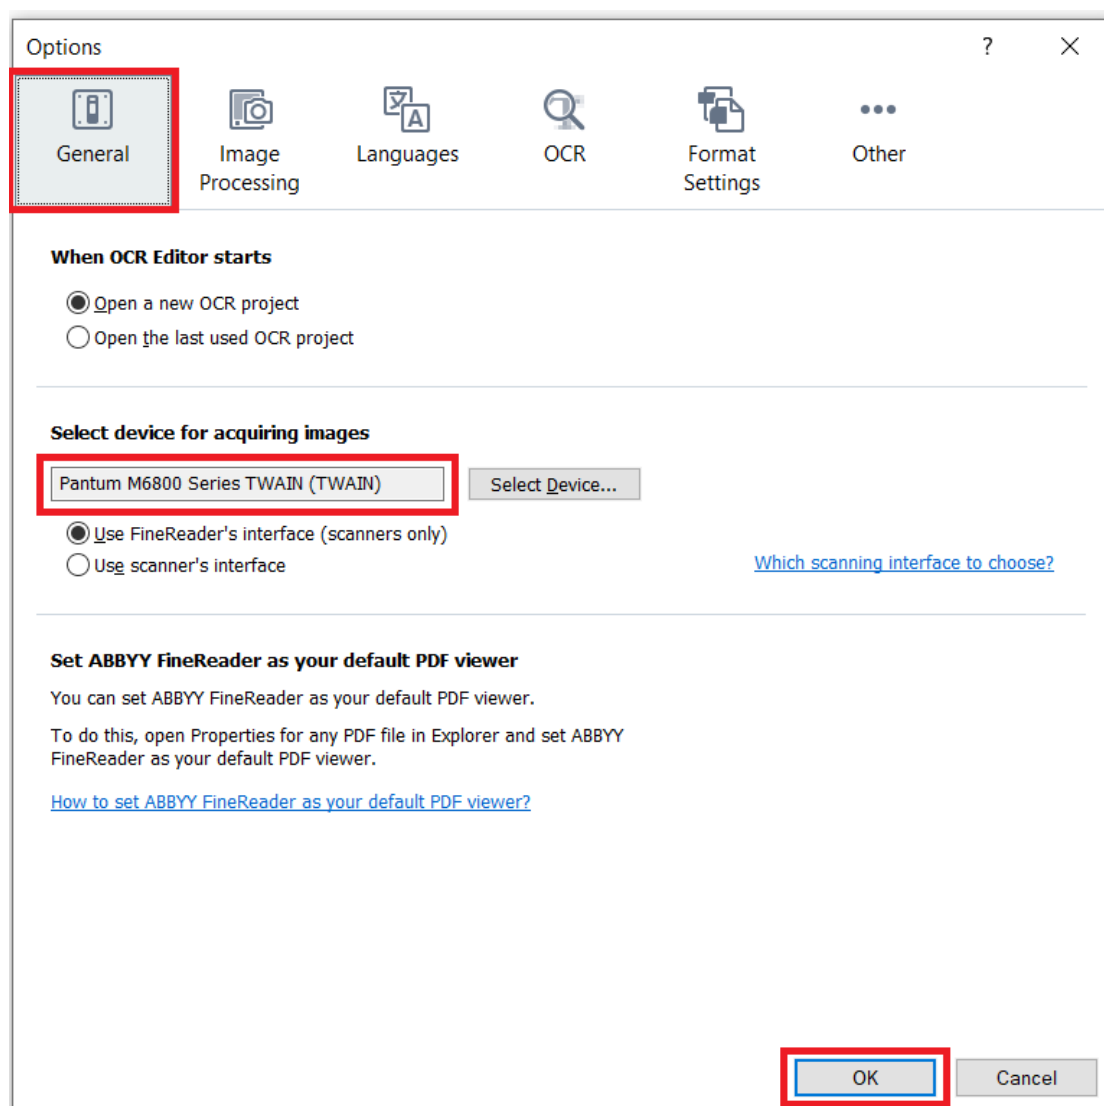 Options
?
General
Image
Processing
Languages
OCR
Format
Settings
Other
When OCR Editor starts
Open a new OCR project
Open the last used OCR project
Select device for acquiring images
Pantum M6800 Series TWAIN (TWAIN)
Select Device...
Use FineReader's interface (scanners only)
Use scanner's interface
Which scanning interface to choose?
Set ABBYY FineReader as your default PDF viewer
You can set ABBYY FineReader as your default PDF viewer.
To do this, open Properties for any PDF file in Explorer and set ABBYY
FineReader as your default PDF viewer.
How to set ABBYY FineReader as your default PDF viewer?
OK
Cancel